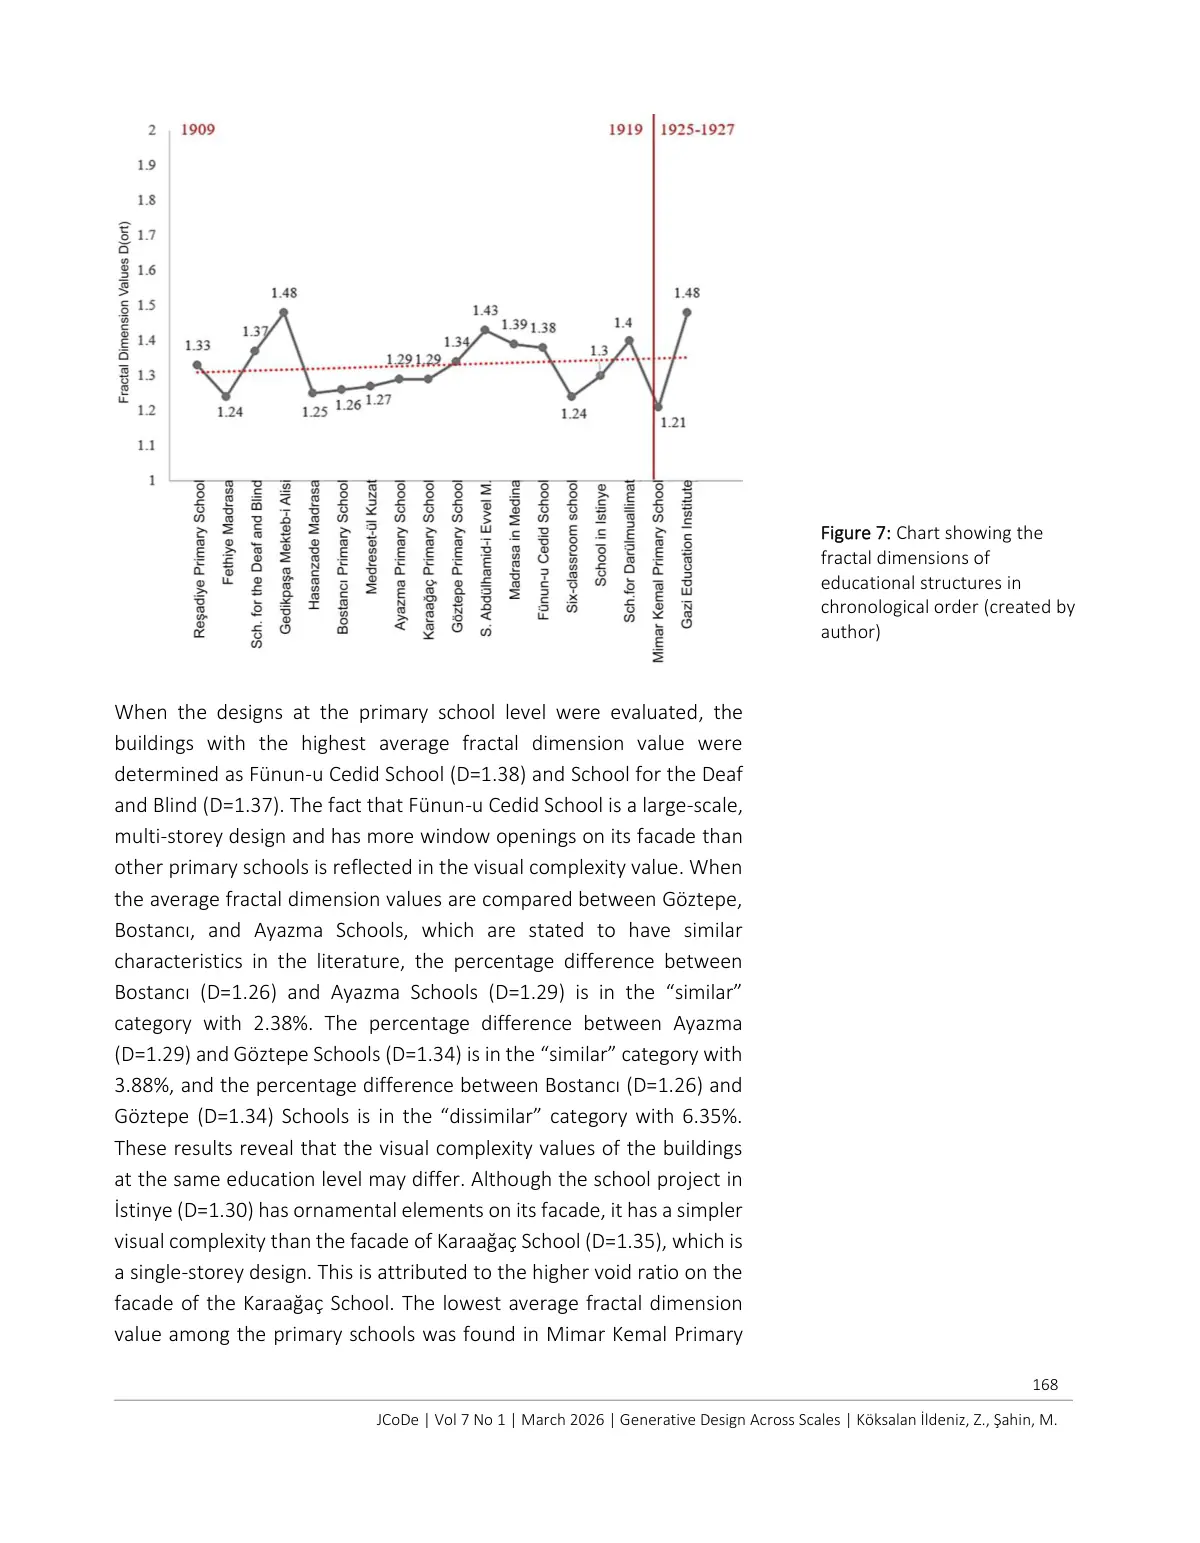 2
1909
1919
1925-1927
1.9
1.8
1.7
1.6
1.5
1.4
1.3
1.2
1.1
1
Fractal Dimension Values D(ort)
1.33
1.24
1.37
1.48
1.25
1.26
1.27
1.29
1.29
1.34
1.43
1.39
1.38
1.24
1.3
1.4
1.21
1.48
Reşadiye Primary School
Fethiye Madrasa
Sch. for the Deaf and Blind
Gedikpaşa Mekteb-i Alisi
Hasanzade Madrasa
Bostancı Primary School
Medreset-ül Kuzat
Ayazma Primary School
Karaağaç Primary School
Göztepe Primary School
S. Abdülhamid-i Evvel M.
Madrasa in Medina
Fünun-u Cedid School
Six-classroom school
School in Istinye
Sch.for Darülmuallimat
Mimar Kemal Primary School
Gazi Education Institute
Figure 7: Chart showing the
fractal dimensions of
educational structures in
chronological order (created by
author)
When the designs at the primary school level were evaluated, the
buildings with the highest average fractal dimension value were
determined as Fünun-u Cedid School (D=1.38) and School for the Deaf
and Blind (D=1.37). The fact that Fünun-u Cedid School is a large-scale,
multi-storey design and has more window openings on its facade than
other primary schools is reflected in the visual complexity value. When
the average fractal dimension values are compared between Göztepe,
Bostancı, and Ayazma Schools, which are stated to have similar
characteristics in the literature, the percentage difference between
Bostancı (D=1.26) and Ayazma Schools (D=1.29) is in the “similar”
category with 2.38%. The percentage difference between Ayazma
(D=1.29) and Göztepe Schools (D=1.34) is in the “similar” category with
3.88%, and the percentage difference between Bostancı (D=1.26) and
Göztepe (D=1.34) Schools is in the “dissimilar” category with 6.35%.
These results reveal that the visual complexity values of the buildings
at the same education level may differ. Although the school project in
İstinye (D=1.30) has ornamental elements on its facade, it has a simpler
visual complexity than the facade of Karaağaç School (D=1.35), which is
a single-storey design. This is attributed to the higher void ratio on the
facade of the Karaağaç School. The lowest average fractal dimension
value among the primary schools was found in Mimar Kemal Primary
168
JCoDe | Vol 7 No 1 | March 2026 | Generative Design Across Scales | Köksalan İldeniz, Z., Şahin, M.